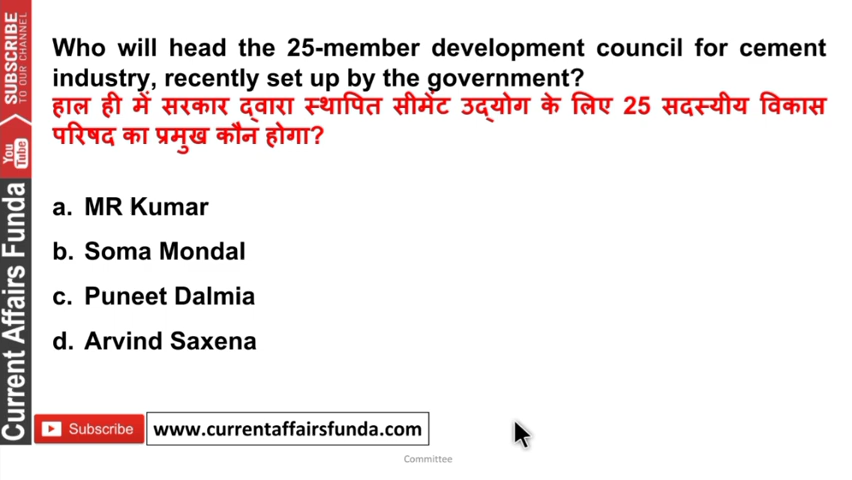 Who will head the 25-member development council for cement
industry, recently set up by the government?
हाल ही में सरकार द्वारा स्थापित सीमेंट उद्योग के लिए 25 सदस्यीय विकास
परिषद का प्रमुख कौन होगा?
a. MR Kumar
b. Soma Mondal
c. Puneet Dalmia
d. Arvind Saxena
SUBSCRIBE
TO OUR CHANNEL
You Tube
Current Affairs Funda
Subscribe
www.currentaffairsfunda.com
Committee